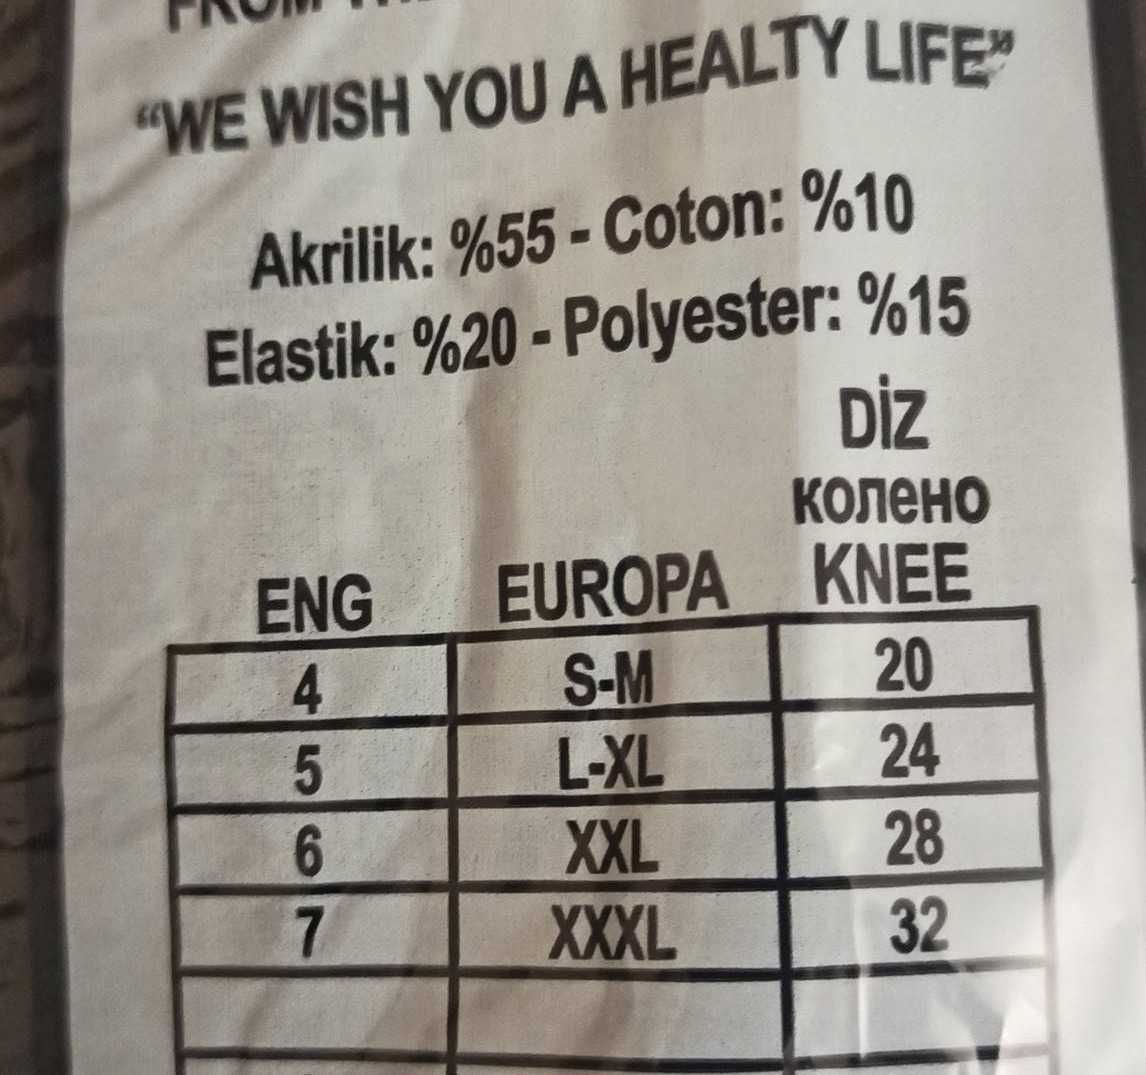 FROM
“WE WISH YOU A HEALTY LIFE”
Akrilik: %55 - Coton: %10
Elastik: %20 - Polyester: %15
DİZ
колено
ENG EUROPA KNEE
4 S-M 20
5 L-XL 24
6 XXL 28
7 XXXL 32